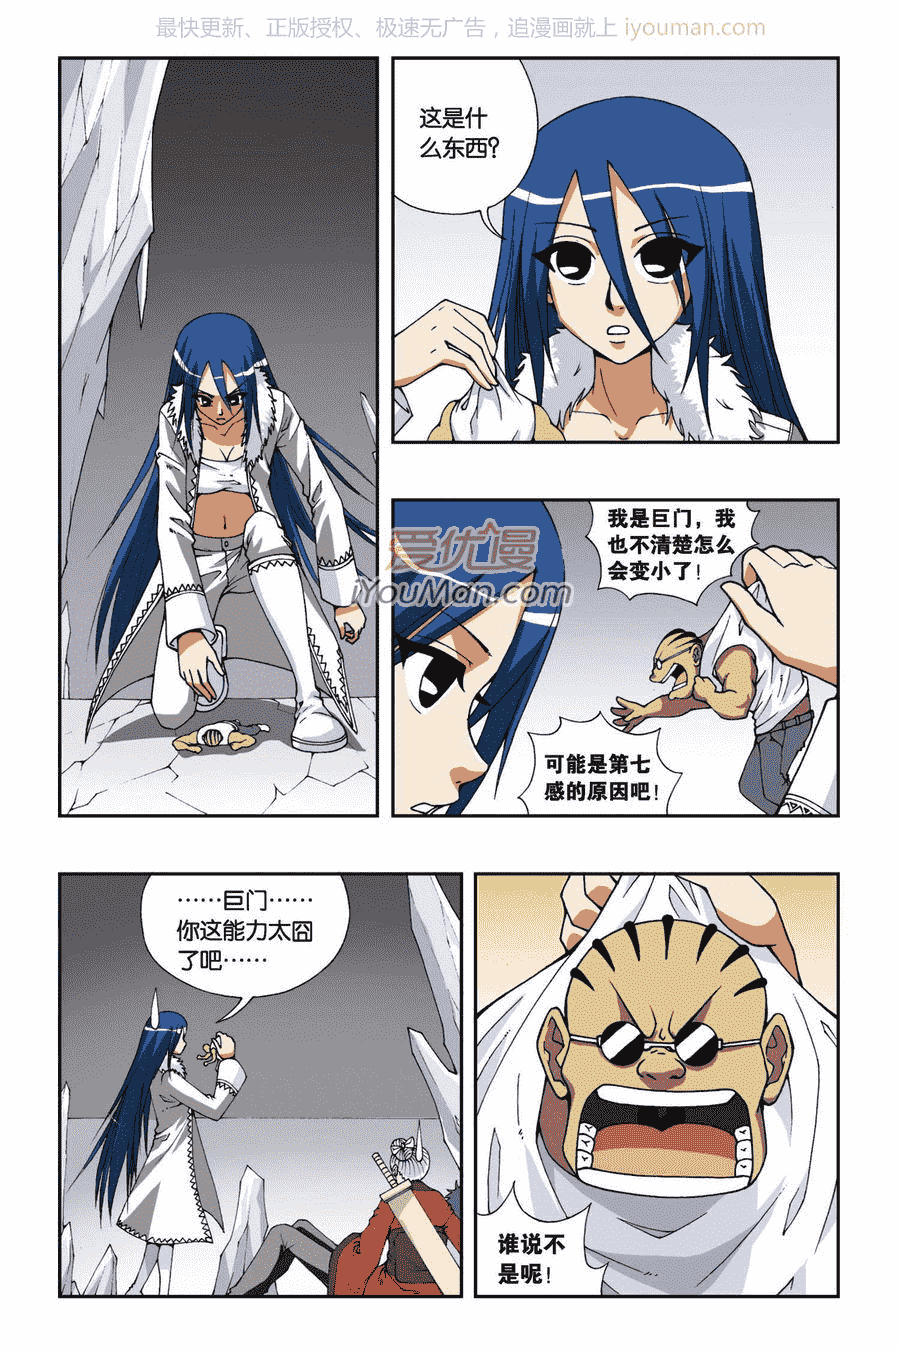 最快更新、正版授权、极速无广告，追漫画就上 iyouman.com
这是什
么东西?
我是巨门，我
也不清楚怎么
会变小了!
爱优漫
iYouMan.com
可能是第七
感的原因吧!
……巨门……
你这能力太囧
了吧……
谁说不
是呢!